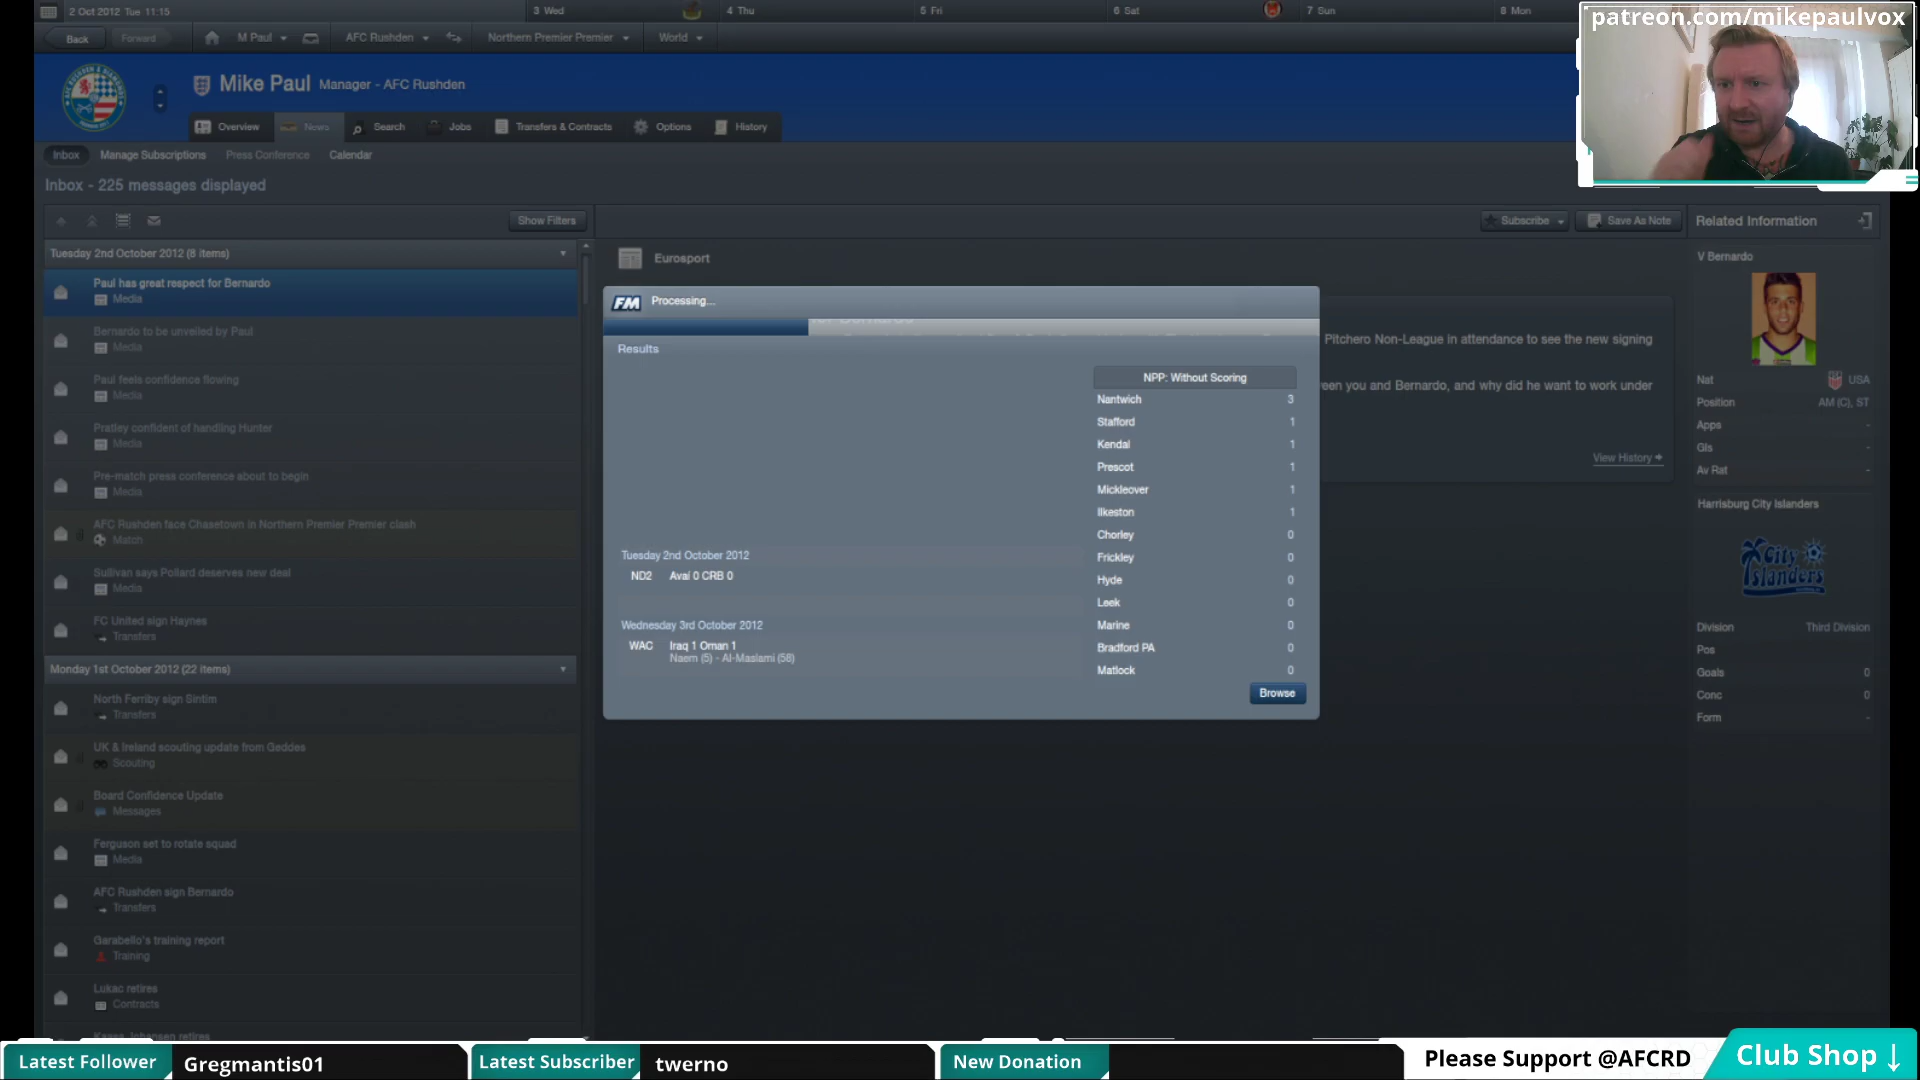 2 Oct 2012 Tue 11:15
3 Wed
4 Thu
5 Fri
6 Sat
7 Sun
8 Mon
patreon.com/mikepaulvox
Back
Forward
M Paul
AFC Rushden
Northern Premier Premier
World
Mike Paul Manager - AFC Rushden
Overview
News
Search
Jobs
Transfers & Contracts
Options
History
Inbox
Manage Subscriptions
Press Conference
Calendar
Inbox - 225 messages displayed
Show Filters
Subscribe
Save As Note
Related Information
Tuesday 2nd October 2012 (8 items)
Paul has great respect for Bernardo
Media
Bernardo to be unveiled by Paul
Media
Paul feels confidence flowing
Media
Pratley confident of handling Hunter
Media
Pre-match press conference about to begin
Media
AFC Rushden face Chasetown in Northern Premier Premier clash
Match
Sullivan says Pollard deserves new deal
Media
FC United sign Haynes
Transfers
Monday 1st October 2012 (22 items)
North Ferriby sign Sintim
Transfers
UK & Ireland scouting update from Geddes
Scouting
Board Confidence Update
Messages
Ferguson set to rotate squad
Media
AFC Rushden sign Bernardo
Transfers
Garabello's training report
Training
Lukac retires
Contracts
Eurosport
FM Processing...
Results
NPP: Without Scoring
Nantwich 3
Stafford 1
Kendal 1
Prescot 1
Mickleover 1
Ilkeston 1
Chorley 0
Frickley 0
Hyde 0
Leek 0
Marine 0
Bradford PA 0
Matlock 0
Tuesday 2nd October 2012
ND2 Avaí 0 CRB 0
Wednesday 3rd October 2012
WAC Iraq 1 Oman 1
Naem (5) - Al-Maslami (58)
Browse
Pitchero Non-League in attendance to see the new signing
you and Bernardo, and why did he want to work under
View History
V Bernardo
Nat USA
Position AM (C), ST
Apps -
Gls -
Av Rat -
Harrisburg City Islanders
City Islanders
Division Third Division
Pos
Goals 0
Conc 0
Form -
Latest Follower
Gregmantis01
Latest Subscriber
twerno
New Donation
Please Support @AFCRD
Club Shop ↓